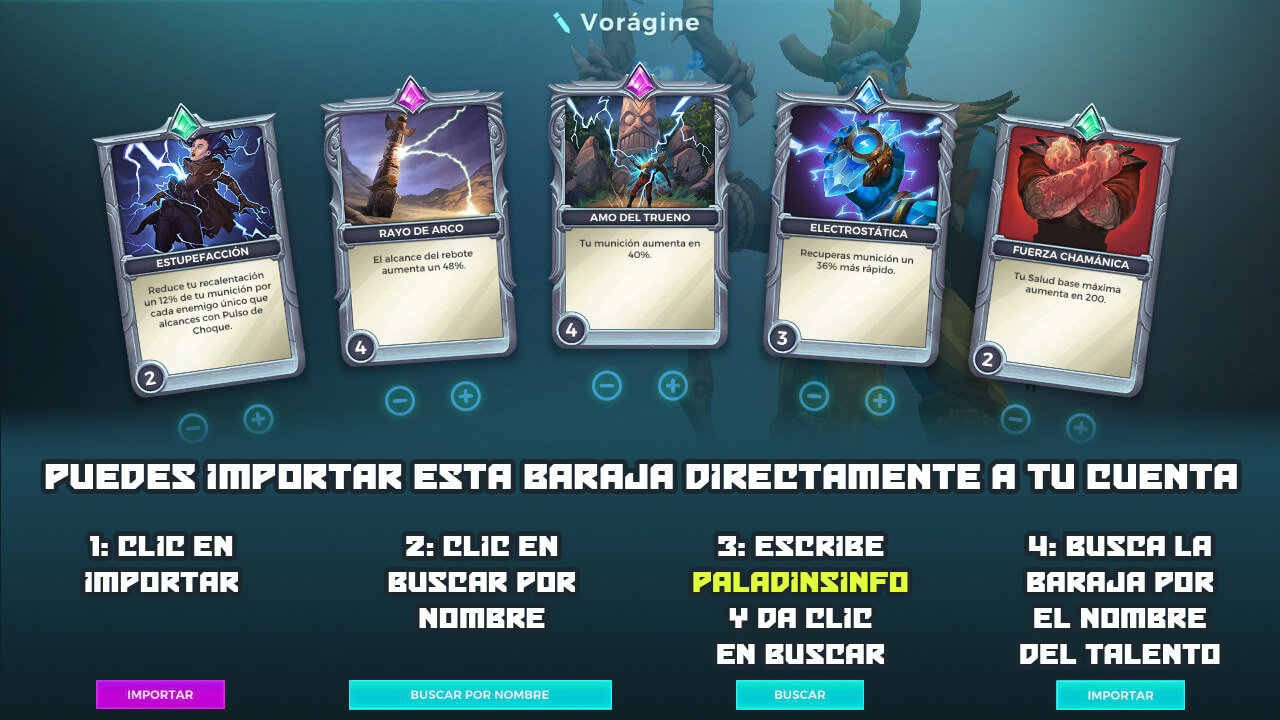 Vorágine
ESTUPEFACCIÓN
Reduce tu recalentación
un 12% de tu munición por
cada enemigo único que
alcances con Pulso de
Choque.
2
RAYO DE ARCO
El alcance del rebote
aumenta un 48%.
4
AMO DEL TRUENO
Tu munición aumenta en
40%.
4
ELECTROSTÁTICA
Recuperas munición un
36% más rápido.
3
FUERZA CHAMÁNICA
Tu Salud base máxima
aumenta en 200.
2
PUEDES IMPORTAR ESTA BARAJA DIRECTAMENTE A TU CUENTA
1: CLIC EN
IMPORTAR
IMPORTAR
2: CLIC EN
BUSCAR POR
NOMBRE
BUSCAR POR NOMBRE
3: ESCRIBE
PALADINSINFO
Y DA CLIC
EN BUSCAR
BUSCAR
4: BUSCA LA
BARAJA POR
EL NOMBRE
DEL TALENTO
IMPORTAR